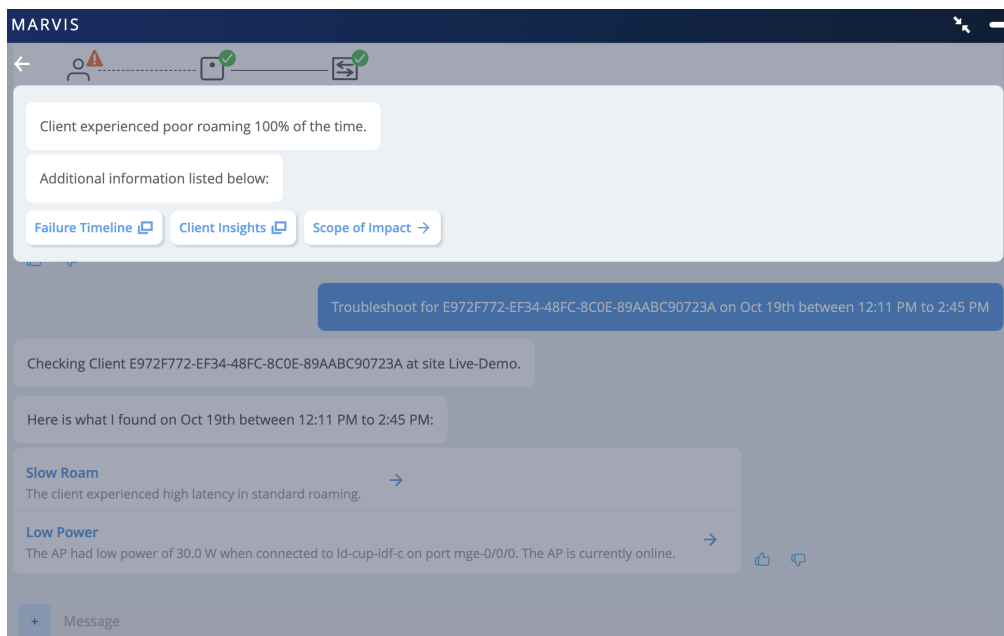 MARVIS
Client experienced poor roaming 100% of the time.
Additional information listed below:
Failure Timeline
Client Insights
Scope of Impact
Troubleshoot for E972F772-EF34-48FC-8C0E-89AABC90723A on Oct 19th between 12:11 PM to 2:45 PM
Checking Client E972F772-EF34-48FC-8C0E-89AABC90723A at site Live-Demo.
Here is what I found on Oct 19th between 12:11 PM to 2:45 PM:
Slow Roam
The client experienced high latency in standard roaming.
Low Power
The AP had low power of 30.0 W when connected to ld-cup-idf-c on port mge-0/0/0. The AP is currently online.
+ Message